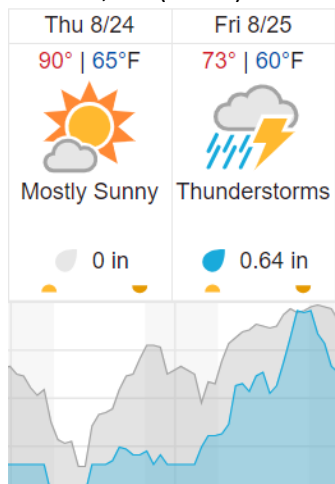 Thu 8/24 Fri 8/25
90° | 65°F 73° | 60°F
Mostly Sunny Thunderstorms
0 in 0.64 in